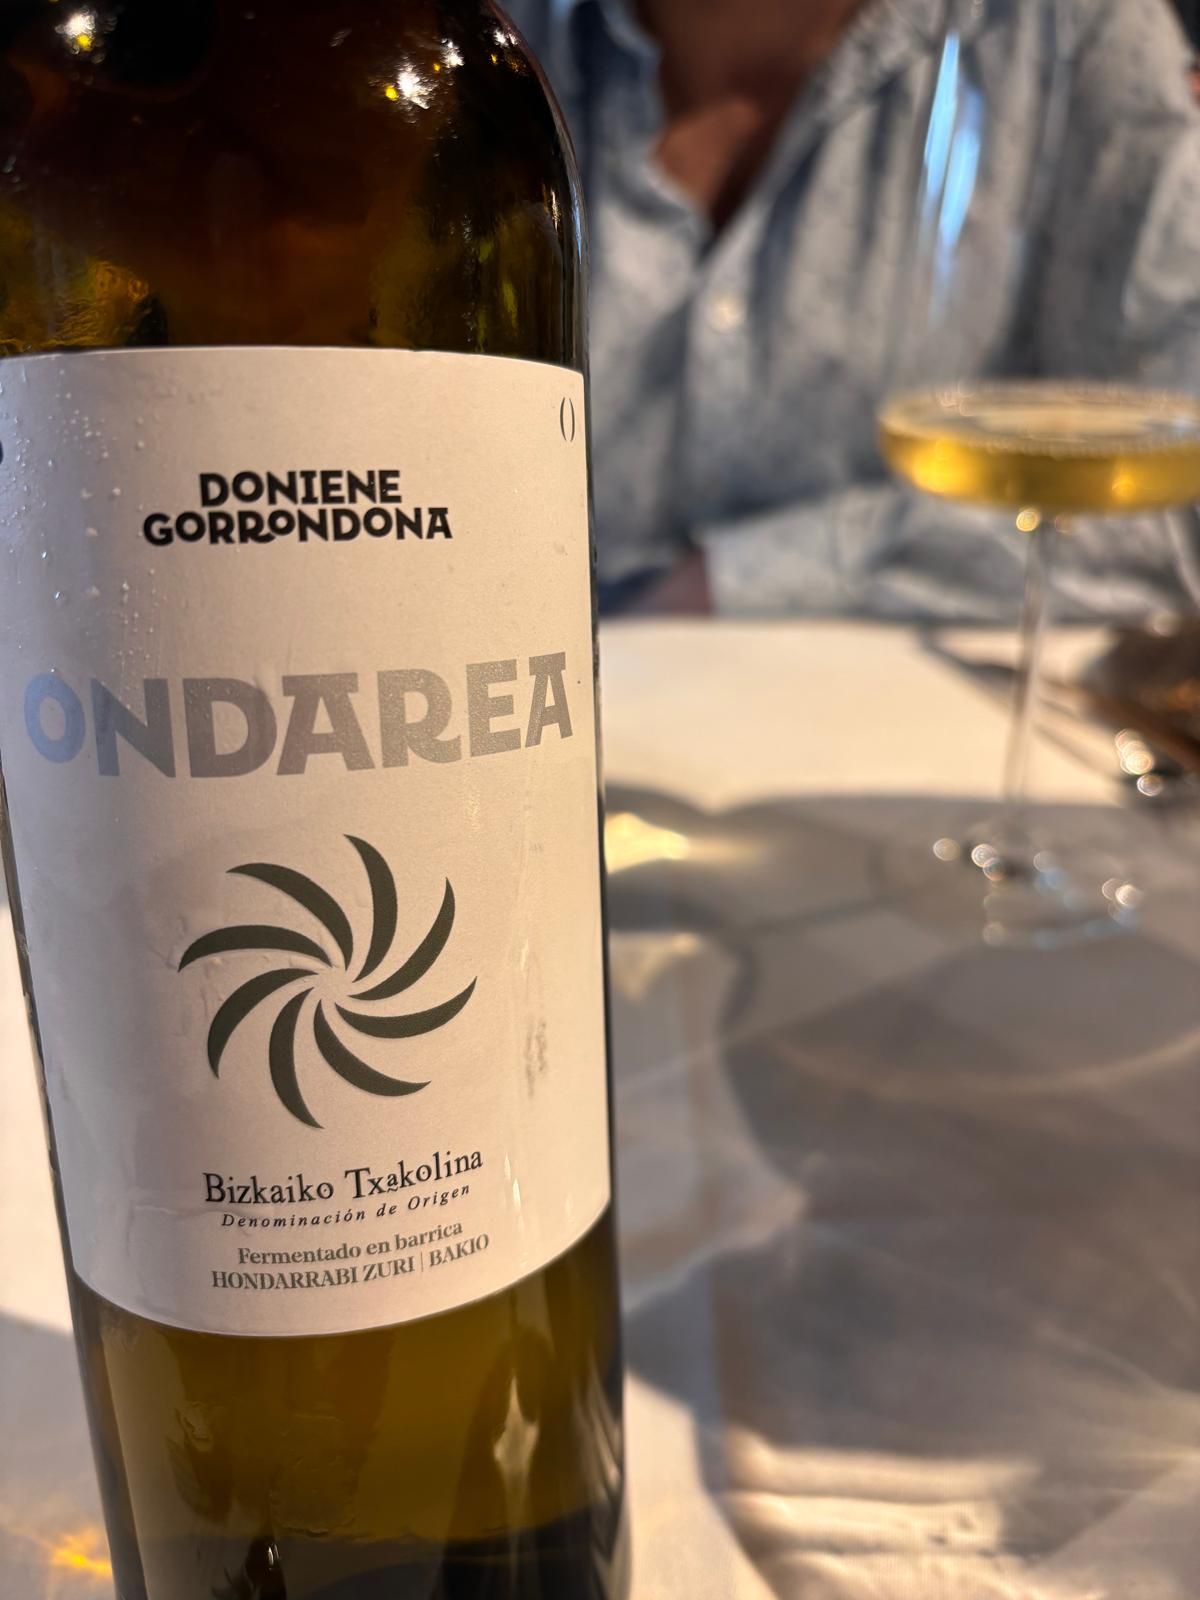 DONIENE
GORRONDONA
ONDAREA
Bizkaiko Txakolina
Denominación de Origen
Fermentado en barrica
HONDARRABI ZURI | BAKIO